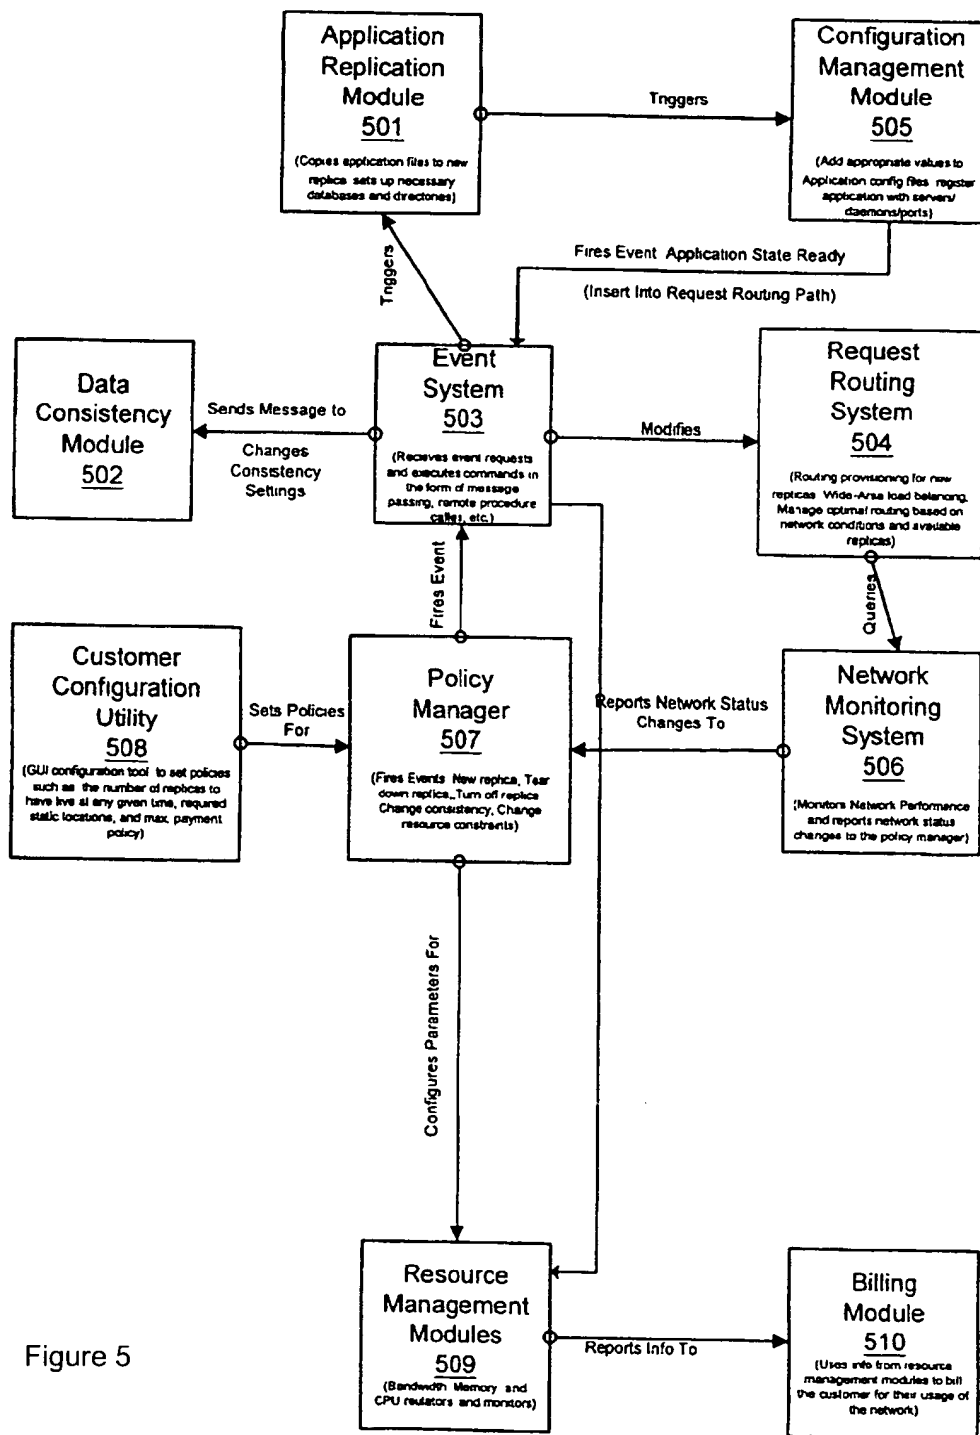 Application
Replication
Module
501
(Copies application files to new
replica sets up necessary
databases and directories)
Triggers
Configuration
Management
Module
505
(Add appropriate values to
Application config files register
application with servers/
daemons/ports)
Triggers
Fires Event Application State Ready
(Insert Into Request Routing Path)
Data
Consistency
Module
502
Sends Message to
Changes
Consistency
Settings
Event
System
503
(Recieves event requests
and executes commands in
the form of message
passing, remote procedure
calles, etc.)
Modifies
Request
Routing
System
504
(Routing provisioning for new
replicas Wide-Area load balancing,
Manage optimal routing based on
network conditions and available
replicas)
Fires Event
Queries
Customer
Configuration
Utility
508
(GUI configuration tool to set policies
such as the number of replicas to
have live at any given time, required
static locations, and max. payment
policy)
Sets Policies
For
Policy
Manager
507
(Fires Events New replica, Tear
down replica, Turn off replica
Change consistency, Change
resource constraints)
Reports Network Status
Changes To
Network
Monitoring
System
506
(Monitors Network Performance
and reports network status
changes to the policy manager)
Configures Parameters For
Resource
Management
Modules
509
(Bandwidth Memory and
CPU reulators and monitors)
Reports Info To
Billing
Module
510
(Uses info from resource
management modules to bill
the customer for their usage of
the network)
Figure 5